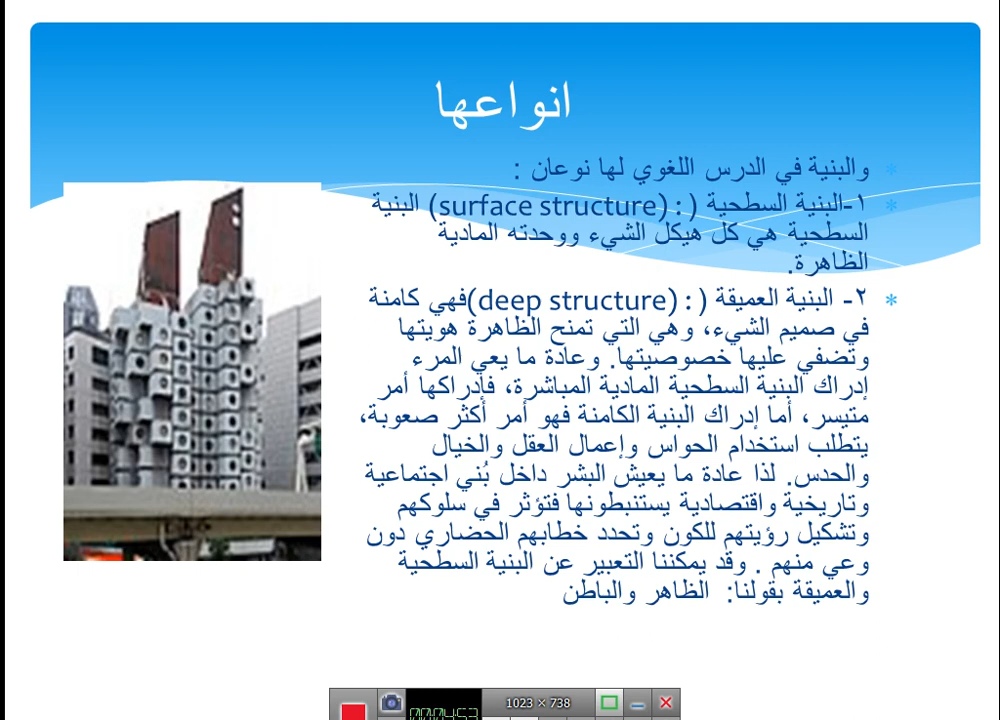 انواعها
والبنية في الدرس اللغوي لها نوعان :
١-البنية السطحية (surface structure) : ) البنية
السطحية هي كل هيكل الشيء ووحدته المادية
الظاهرة.
٢- البنية العميقة (deep structure) : )فهي كامنة
في صميم الشيء، وهي التي تمنح الظاهرة هويتها
وتضفي عليها خصوصيتها. وعادة ما يعي المرء
إدراك البنية السطحية المادية المباشرة، فإدراكها أمر
متيسر، أما إدراك البنية الكامنة فهو أمر أكثر صعوبة،
يتطلب استخدام الحواس وإعمال العقل والخيال
والحدس. لذا عادة ما يعيش البشر داخل بُني اجتماعية
وتاريخية واقتصادية يستنبطونها فتؤثر في سلوكهم
وتشكيل رؤيتهم للكون وتحدد خطابهم الحضاري دون
وعي منهم . وقد يمكننا التعبير عن البنية السطحية
والعميقة بقولنا: الظاهر والباطن
1023 × 738